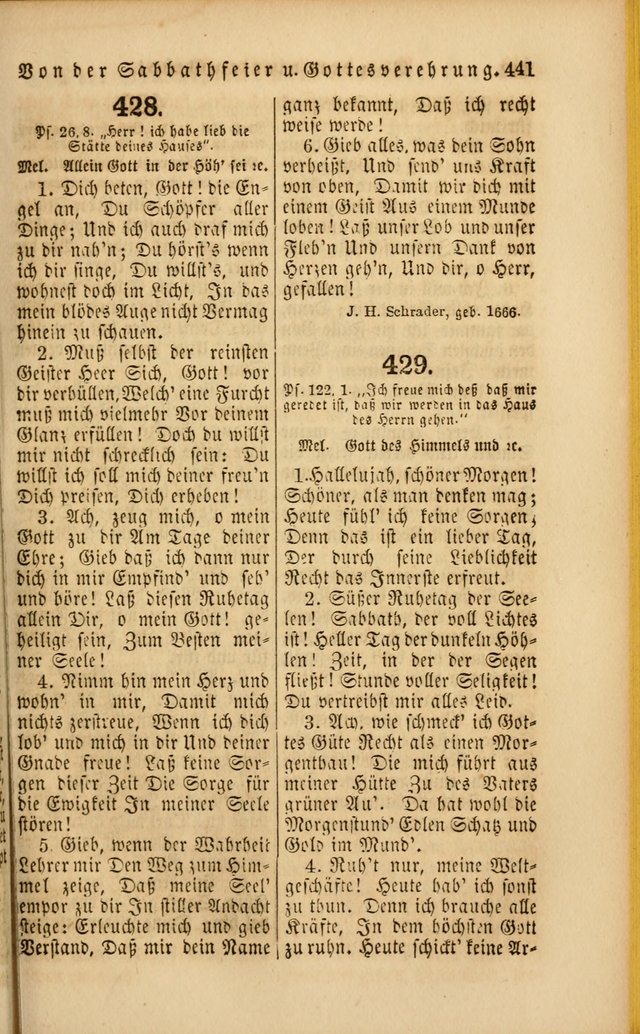 Von der Sabbathfeier u. Gottesverehrung. 441
428.
Ps. 26, 8. „Herr! ich habe lieb die
Stätte deines Hauses".
Mel. Allein Gott in der Höh' sei ꝛc.
1. Dich beten, Gott! die En-
gel an, Du Schöpfer aller
Dinge; Und ich auch draf mich
zu dir nah'n; Du hörst's wenn
ich dir singe, Du willst's, und
wohnest doch im Licht, In das
mein blödes Auge nicht Vermag
hinein zu schauen.
2. Muß selbst der reinsten
Geister Heer Sich, Gott! vor
dir verhüllen, Welch' eine Furcht
muß mich vielmehr Vor deinem
Glanz erfüllen! Doch du bist
nicht schrecklich sein: Du
willst ich soll mich deiner freu'n
Dich preisen, Dich erheben!
3. Ach, zeug mich, o mein
Gott zu dir Am Tage deiner
Ehre; Gieb daß ich dann nur
dich in mir Empfind' und seh'
und höre! Laß diesen Ruhetag
allein Dir, o mein Gott! ge-
heiligt sein, Zum Besten mei-
ner Seele!
4. Nimm hin mein Herz und
wohn' in mir, Damit mich
nichts zerstreue, Wenn ich dich
lob' und mich in dir Und deiner
Gnade freue! Laß keine Sor-
gen dieser Zeit Die Sorge für
die Ewigkeit In meiner Seele
stören!
5. Gieb, wenn der Wahrheit
Lehrer mir Den Weg zum Him-
mel zeige, Daß meine Seel'
empor zu dir In stiller Andacht
steige: Erleuchte mich und gieb
Verstand, Daß mir dein Name
ganz bekannt, Daß ich recht
weise werde!
6. Gieb alles, was dein Sohn
verheißt, Und send' uns Kraft
von oben, Damit wir dich mit
einem Geist Aus einem Munde
loben! Laß unser Lob und unser
Fleh'n Und unsern Dank von
Herzen geh'n, Und dir, o Herr,
gefallen!
J. H. Schrader, geb. 1666.
429.
Ps. 122, 1. „Ich freue mich deß daß mir
geredet ist, daß wir werden in das Haus
des Herrn gehen."
Mel. Gott des Himmels und ꝛc.
1. Hallelujah, schöner Morgen!
Schöner, als man denken mag;
Heute fühl' ich keine Sorgen,
Denn das ist ein lieber Tag,
Der durch seine Lieblichkeit
Recht das Innerste erfreut.
2. Süßer Ruhetag der See-
len! Sabbath, der voll Lichtes
ist! Heller Tag der dunkeln Höh-
len! Zeit, in der der Segen
fließt! Stunde voller Seligkeit!
Du vertreibst mir alles Leid.
3. Ach, wie schmeck' ich Got-
tes Güte Recht als einen Mor-
genthau! Die mich führt aus
meiner Hütte Zu des Vaters
grüner Au'. Da hat wohl die
Morgenstund' Edlen Schatz und
Gold im Mund.
4. Ruh't nur, meine Welt-
geschäfte! Heute hab' ich sonst
zu thun. Denn ich brauche alle
Kräfte, In dem höchsten Gott
zu ruhn. Heute schickt' keine Ar-